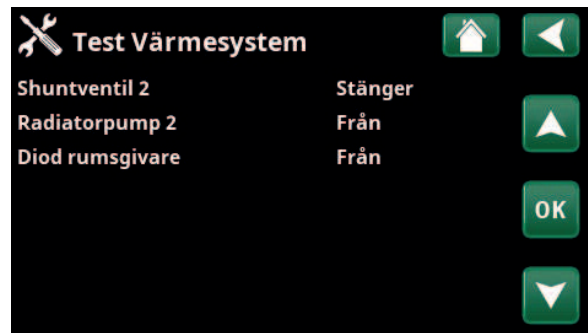 Test Värmesystem
Shuntventil 2 Stänger
Radiatorpump 2 Från
Diod rumsgivare Från
OK